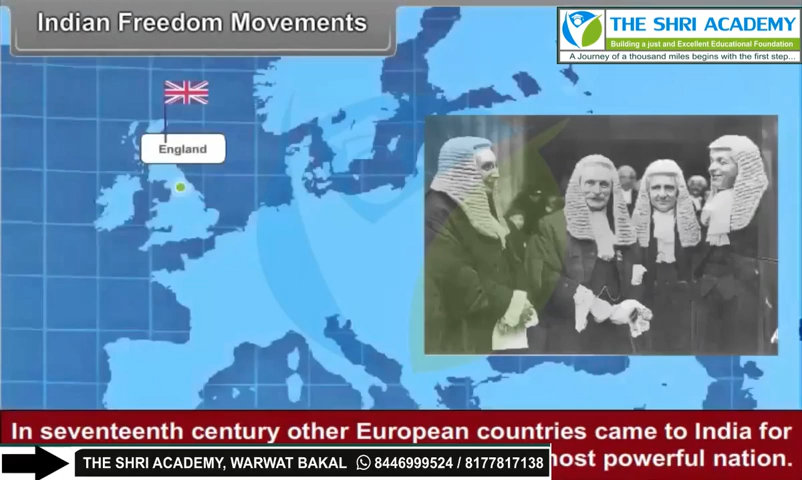 Indian Freedom Movements
THE SHRI ACADEMY
Building a just and Excellent Educational Foundation
A Journey of a thousand miles begins with the first step...
England
In seventeenth century other European countries came to India for
most powerful nation.
THE SHRI ACADEMY, WARWAT BAKAL 8446999524 / 8177817138